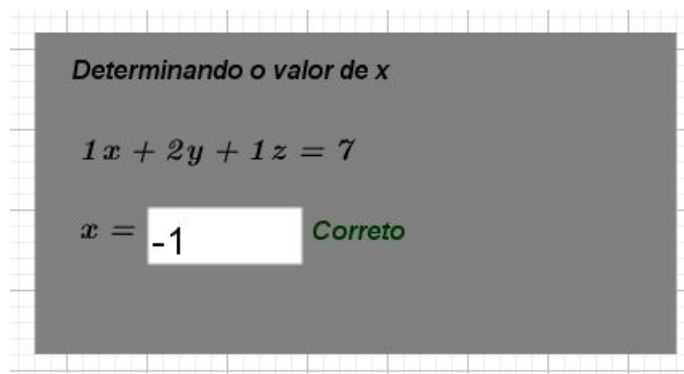 Determinando o valor de x
1x + 2y + 1z = 7
x = -1 Correto